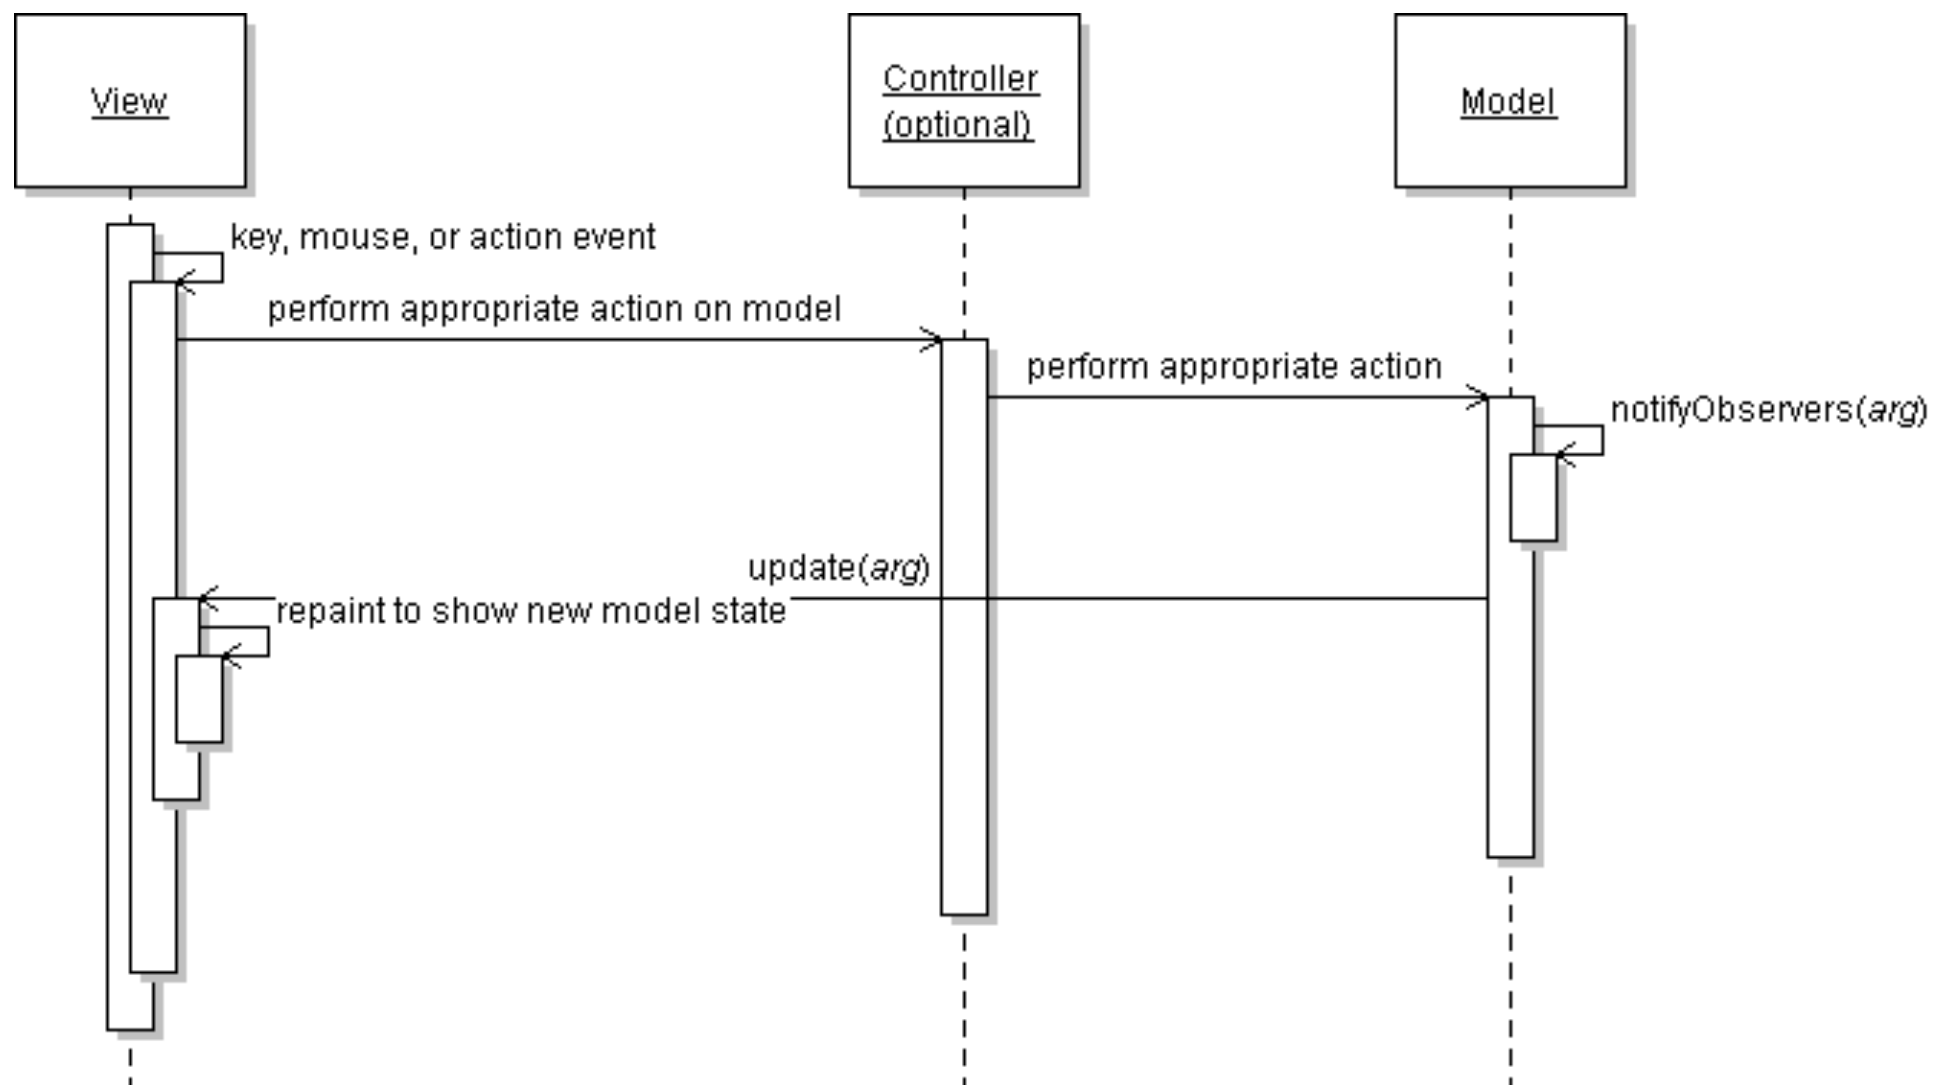 View
Controller
(optional)
Model
key, mouse, or action event
perform appropriate action on model
perform appropriate action
notifyObservers(arg)
update(arg)
repaint to show new model state